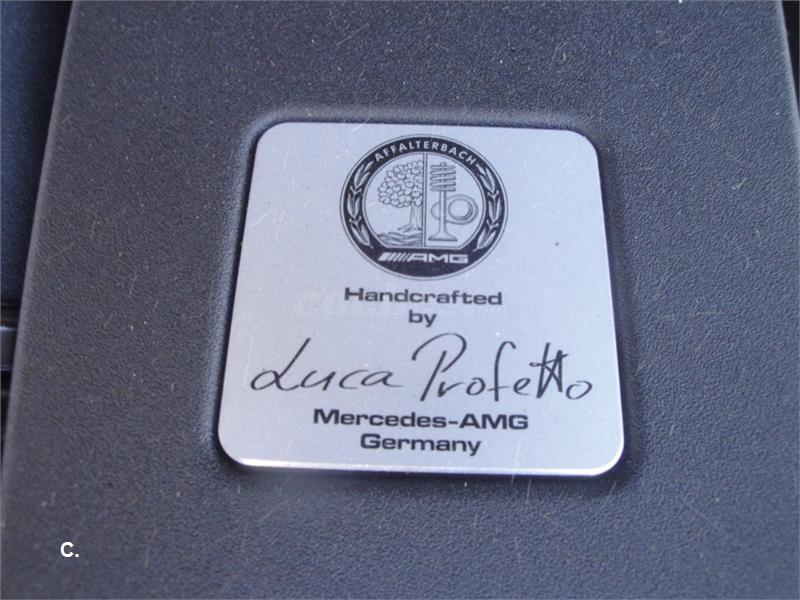 AFFALTERBACH
AMG
Handcrafted
by
Luca Profetto
Mercedes-AMG
Germany
C.